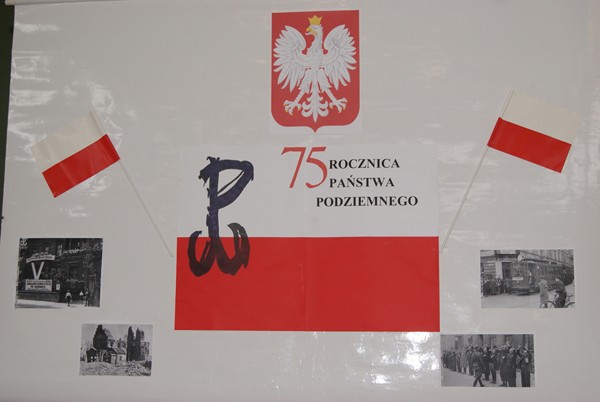 75 ROCZNICA
PAŃSTWA
PODZIEMNEGO
V